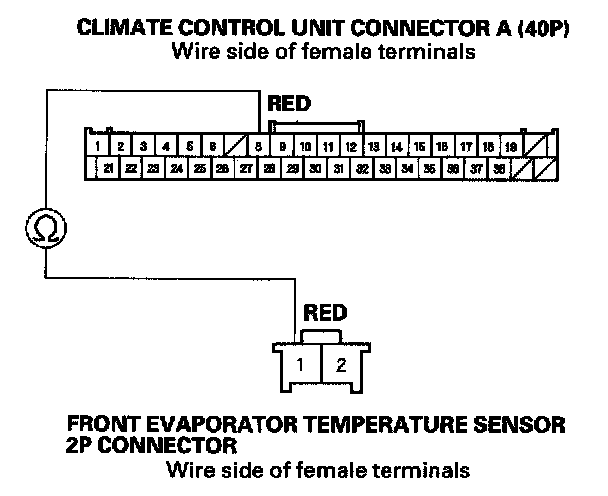 CLIMATE CONTROL UNIT CONNECTOR A (40P)
Wire side of female terminals
RED
1 2 3 4 5 6 8 9 10 11 12 13 14 15 16 17 18 19
21 22 23 24 25 26 27 28 29 30 31 32 33 34 35 36 37 38
Ω
RED
1 2
FRONT EVAPORATOR TEMPERATURE SENSOR
2P CONNECTOR
Wire side of female terminals